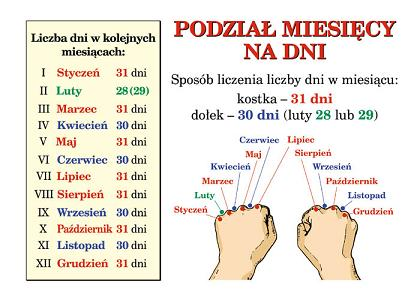 Liczba dni w kolejnych
miesiącach:
I Styczeń 31 dni
II Luty 28 (29)
III Marzec 31 dni
IV Kwiecień 30 dni
V Maj 31 dni
VI Czerwiec 30 dni
VII Lipiec 31 dni
VIII Sierpień 31 dni
IX Wrzesień 30 dni
X Październik 31 dni
XI Listopad 30 dni
XII Grudzień 31 dni
PODZIAŁ MIESIĘCY
NA DNI
Sposób liczenia liczby dni w miesiącu:
kostka – 31 dni
dołek – 30 dni (luty 28 lub 29)
Czerwiec Lipiec
Maj Sierpień
Kwiecień Wrzesień
Marzec Październik
Luty Listopad
Styczeń Grudzień